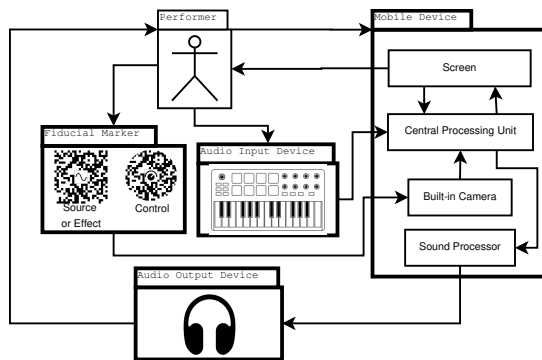 Performer
Mobile Device
Screen
Fiducial Marker
Audio Input Device
Central Processing Unit
Built-in Camera
Source
or Effect
Control
Sound Processor
Audio Output Device